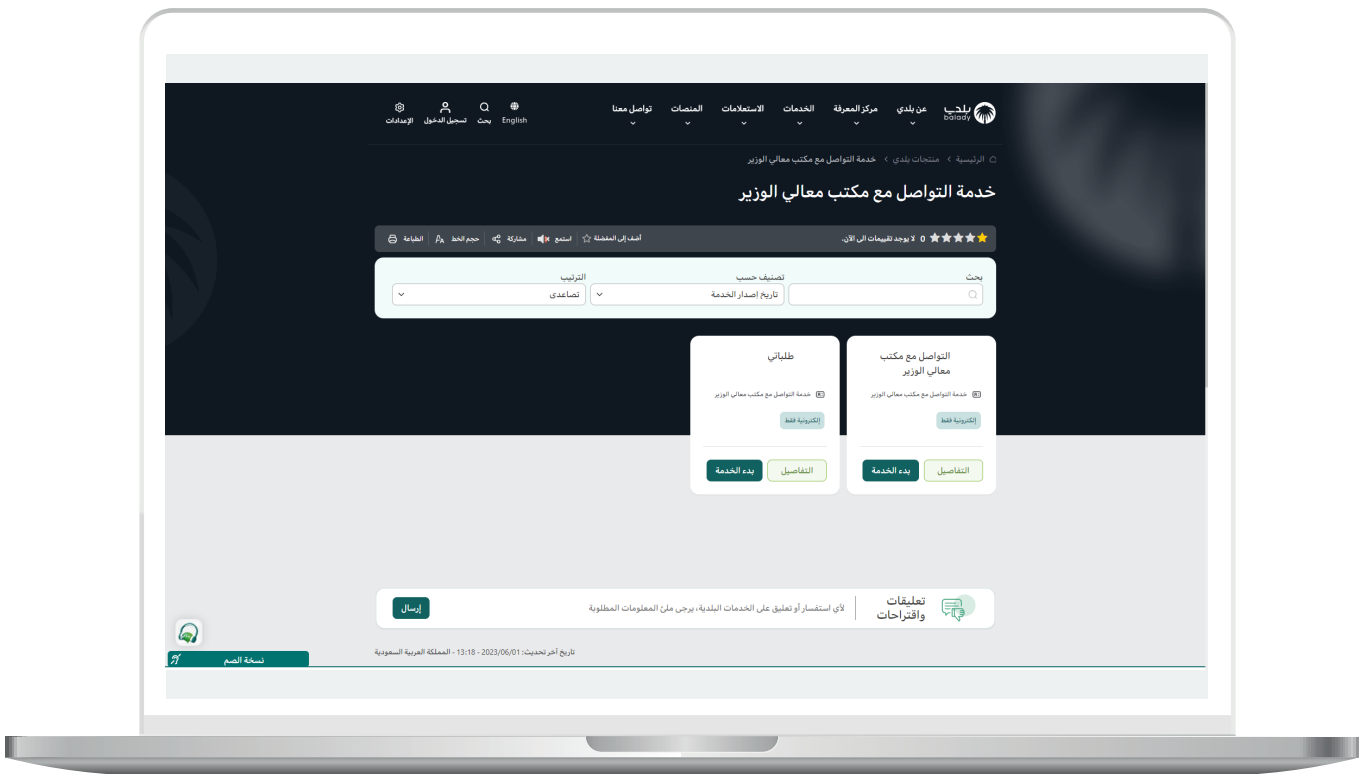 بلدي
balady
عن بلدي
مركز المعرفة
الخدمات
الاستعلامات
المنصات
تواصل معنا
English
بحث
تسجيل الدخول
الإعدادات
الرئيسية > منتجات بلدي > خدمة التواصل مع مكتب معالي الوزير
خدمة التواصل مع مكتب معالي الوزير
0 لا يوجد تقييمات الى الآن.
أضف إلى المفضلة
استمع
مشاركة
حجم الخط
الطباعة
بحث
تصنيف حسب
الترتيب
تاريخ إصدار الخدمة
تصاعدى
التواصل مع مكتب
معالي الوزير
خدمة التواصل مع مكتب معالي الوزير
إلكترونية فقط
التفاصيل
بدء الخدمة
طلباتي
خدمة التواصل مع مكتب معالي الوزير
إلكترونية فقط
التفاصيل
بدء الخدمة
تعليقات
واقتراحات
لأي استفسار أو تعليق على الخدمات البلدية، يرجى ملئ المعلومات المطلوبة
إرسال
تاريخ آخر تحديث: 2023/06/01 - 13:18 - المملكة العربية السعودية
نسخة الصم